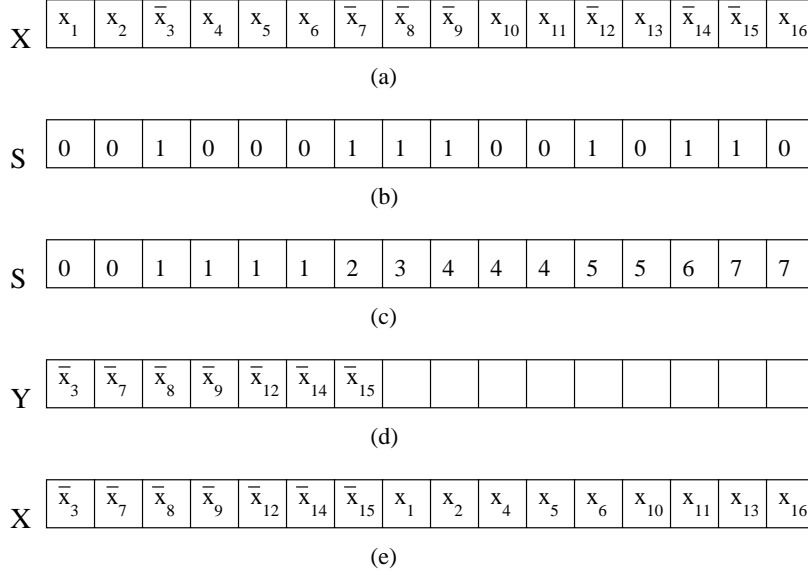 X x₁ x₂ x̄₃ x₄ x₅ x₆ x̄₇ x̄₈ x̄₉ x₁₀ x₁₁ x̄₁₂ x₁₃ x̄₁₄ x̄₁₅ x₁₆
(a)
S 0 0 1 0 0 0 1 1 1 0 0 1 0 1 1 0
(b)
S 0 0 1 1 1 1 2 3 4 4 4 5 5 6 7 7
(c)
Y x̄₃ x̄₇ x̄₈ x̄₉ x̄₁₂ x̄₁₄ x̄₁₅
(d)
X x̄₃ x̄₇ x̄₈ x̄₉ x̄₁₂ x̄₁₄ x̄₁₅ x₁ x₂ x₄ x₅ x₆ x₁₀ x₁₁ x₁₃ x₁₆
(e)